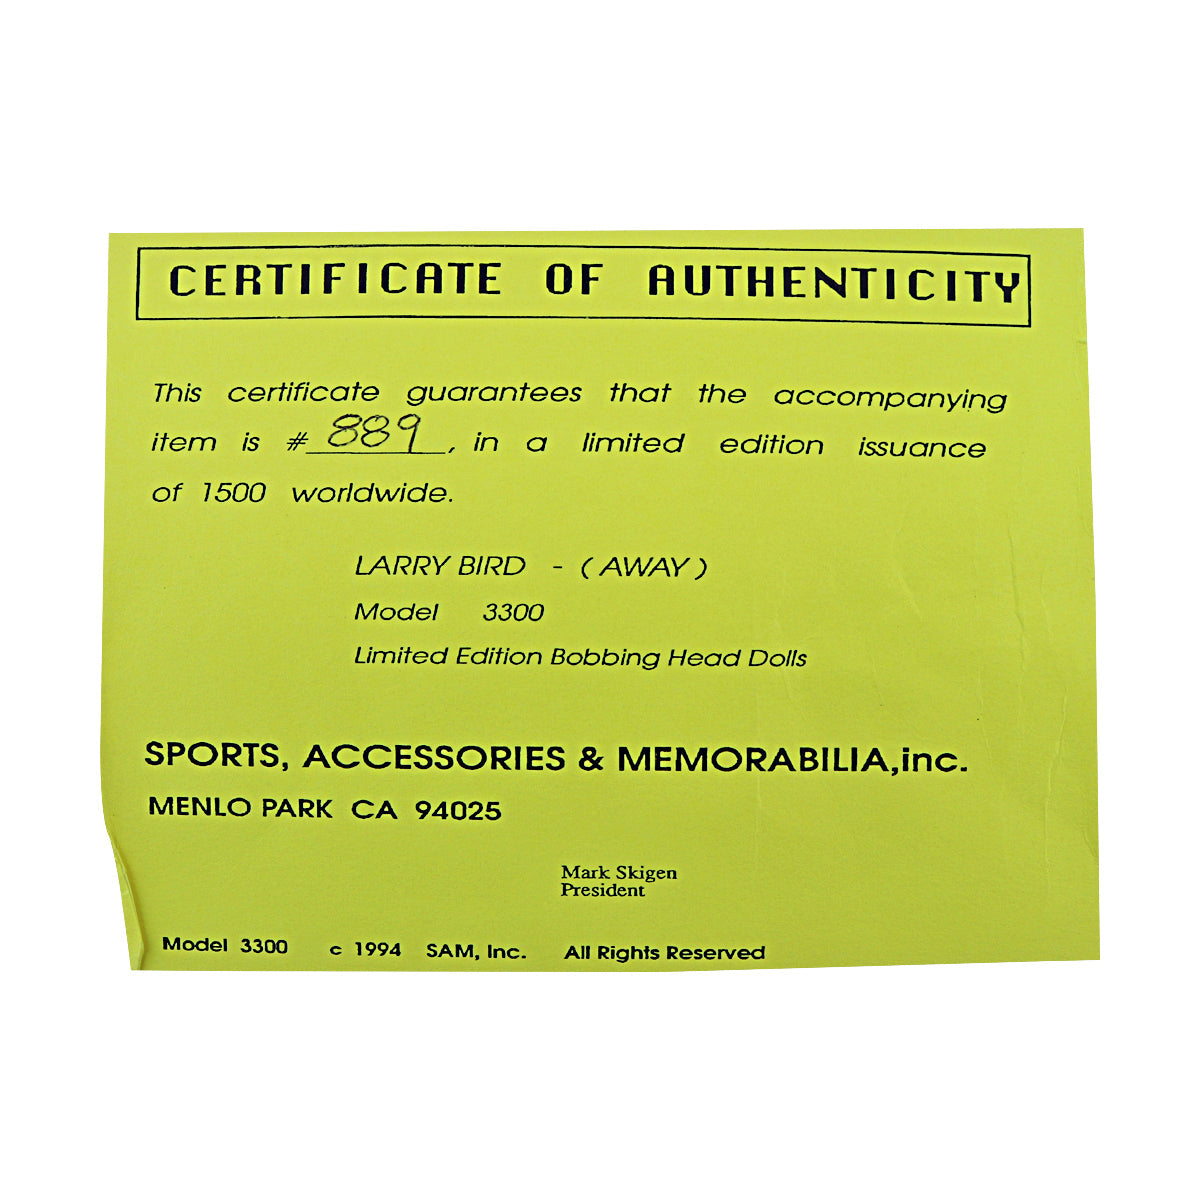 CERTIFICATE OF AUTHENTICITY
This certificate guarantees that the accompanying
item is # 889, in a limited edition issuance
of 1500 worldwide.
LARRY BIRD - ( AWAY )
Model 3300
Limited Edition Bobbing Head Dolls
SPORTS, ACCESSORIES & MEMORABILIA,inc.
MENLO PARK CA 94025
Mark Skigen
President
Model 3300 c 1994 SAM, Inc. All Rights Reserved